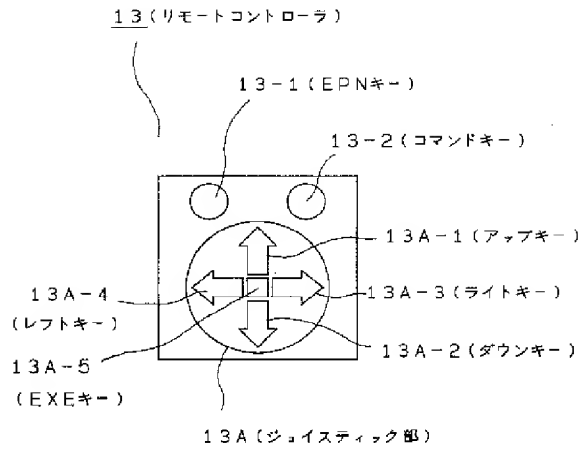 13(リモートコントローラ)
13-1(EPNキー)
13-2(コマンドキー)
13A-1(アップキー)
13A-4
(レフトキー)
13A-3(ライトキー)
13A-5
(EXEキー)
13A-2(ダウンキー)
13A(ジョイスティック部)